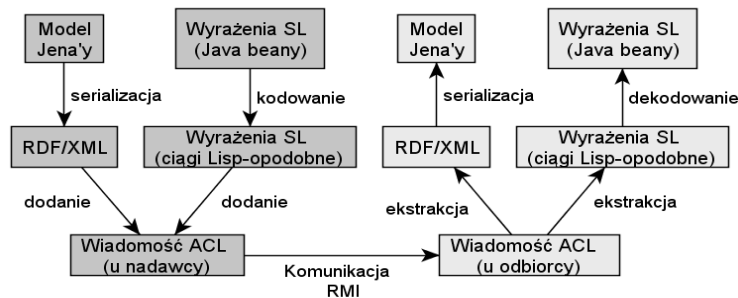 Model
Jena'y
Wyrażenia SL
(Java beany)
Model
Jena'y
Wyrażenia SL
(Java beany)
serializacja
kodowanie
serializacja
dekodowanie
RDF/XML
Wyrażenia SL
(ciągi Lisp-opodobne)
RDF/XML
Wyrażenia SL
(ciągi Lisp-opodobne)
dodanie
dodanie
ekstrakcja
ekstrakcja
Wiadomość ACL
(u nadawcy)
Komunikacja
RMI
Wiadomość ACL
(u odbiorcy)